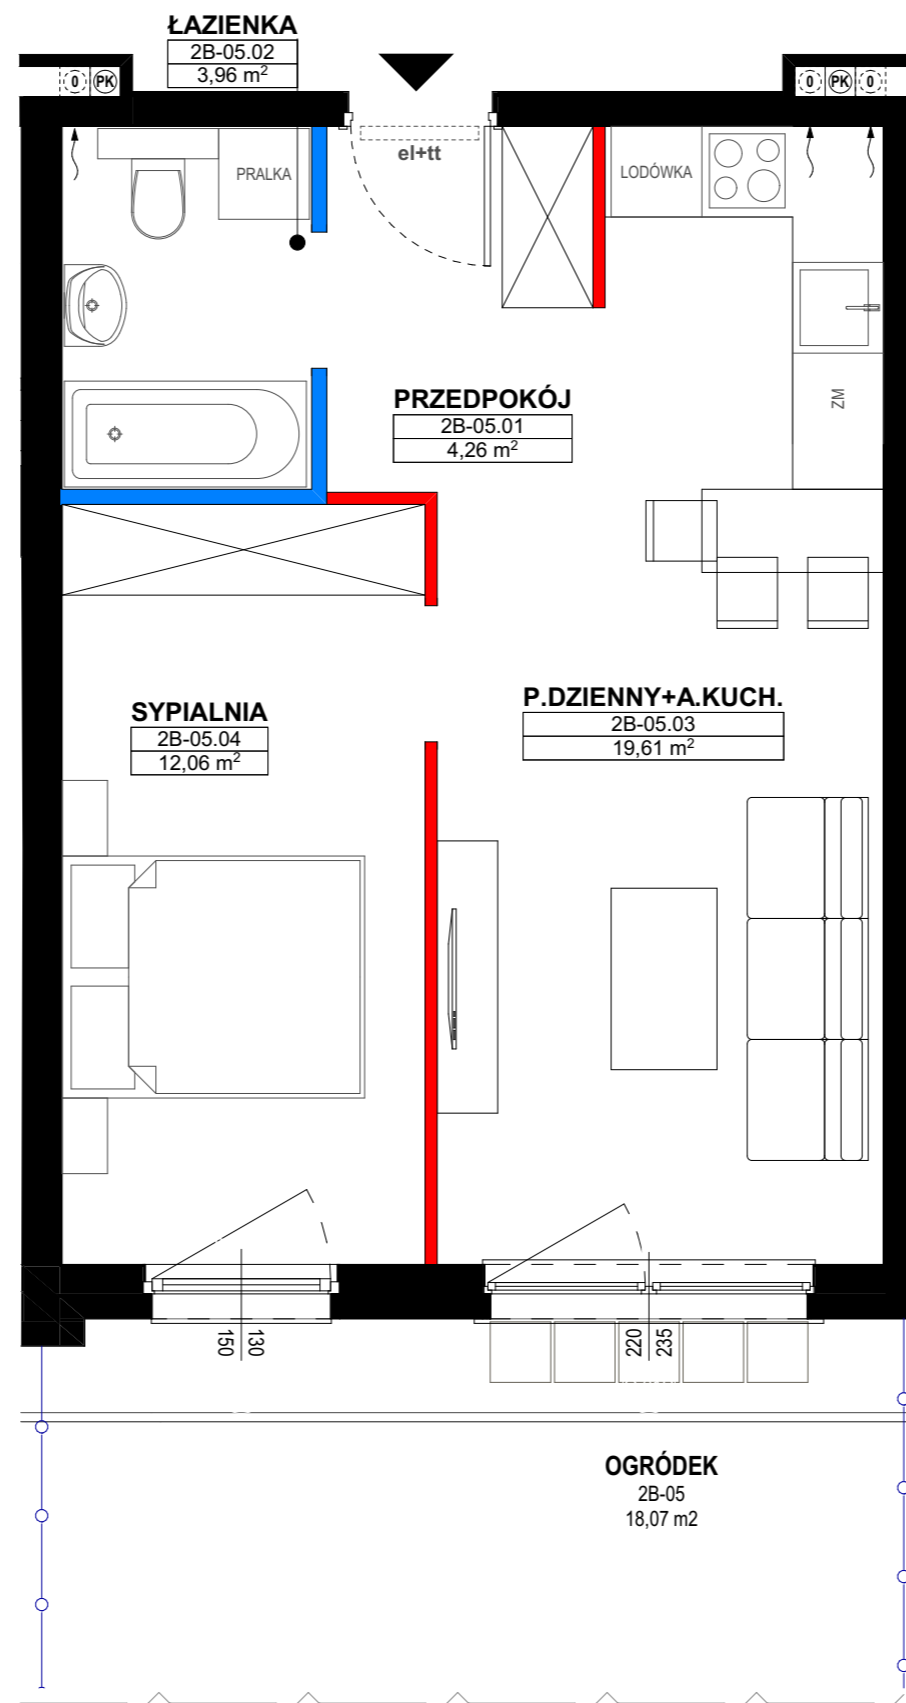 ŁAZIENKA
2B-05.02
3,96 m²
0
PK
0
PK
0
el+tt
PRALKA
LODÓWKA
ZM
PRZEDPOKÓJ
2B-05.01
4,26 m²
SYPIALNIA
2B-05.04
12,06 m²
P.DZIENNY+A.KUCH.
2B-05.03
19,61 m²
150
130
220
235
OGRÓDEK
2B-05
18,07 m2